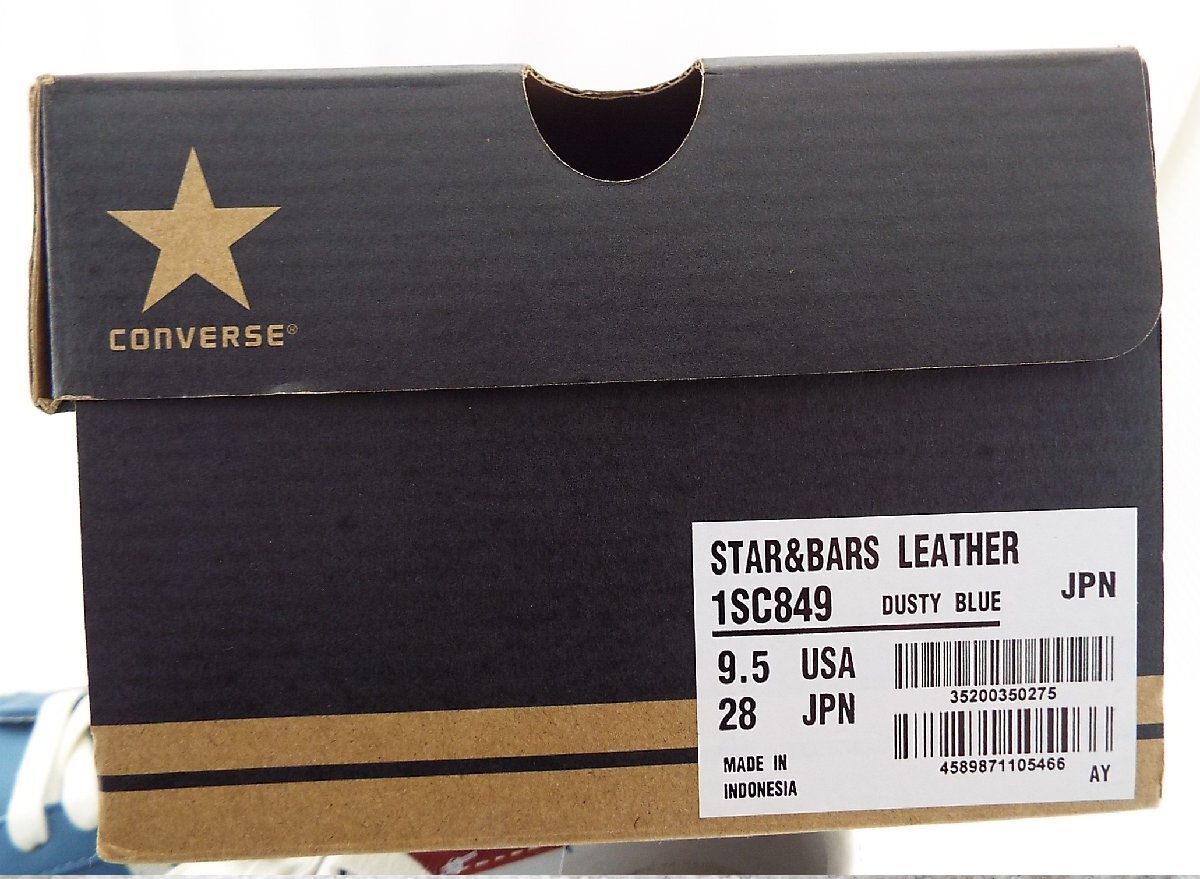 CONVERSE®
STAR&BARS LEATHER
1SC849 DUSTY BLUE JPN
9.5 USA
28 JPN
35200350275
4589871105466
MADE IN
INDONESIA
AY